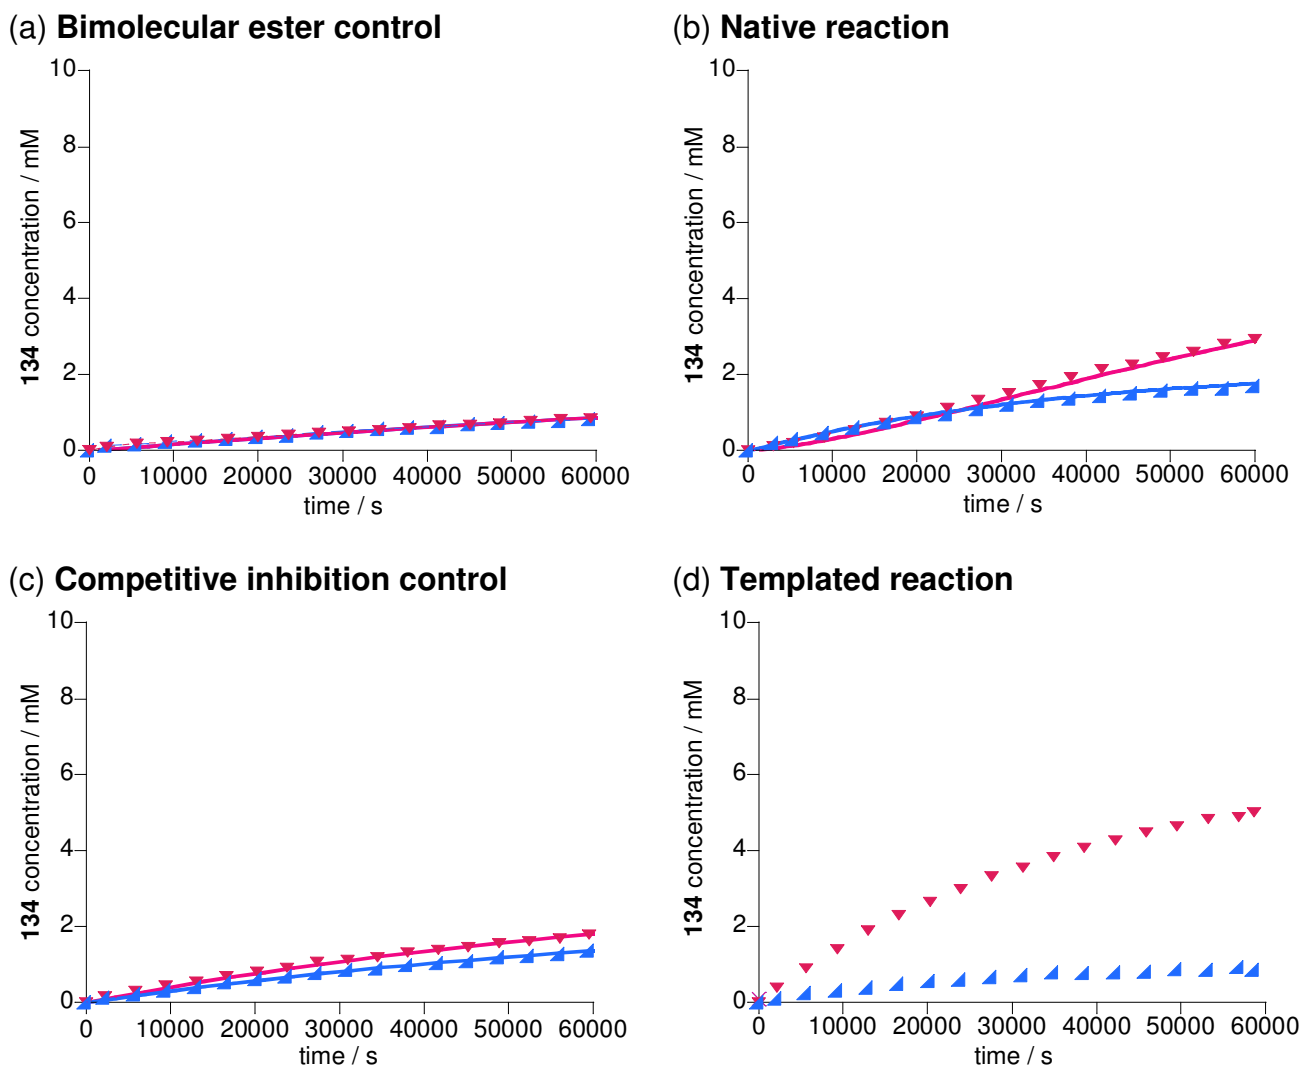 (a) Bimolecular ester control
10
8
6
4
2
0
134 concentration / mM
0 10000 20000 30000 40000 50000 60000
time / s
(b) Native reaction
10
8
6
4
2
0
134 concentration / mM
0 10000 20000 30000 40000 50000 60000
time / s
(c) Competitive inhibition control
10
8
6
4
2
0
134 concentration / mM
0 10000 20000 30000 40000 50000 60000
time / s
(d) Templated reaction
10
8
6
4
2
0
134 concentration / mM
0 10000 20000 30000 40000 50000 60000
time / s